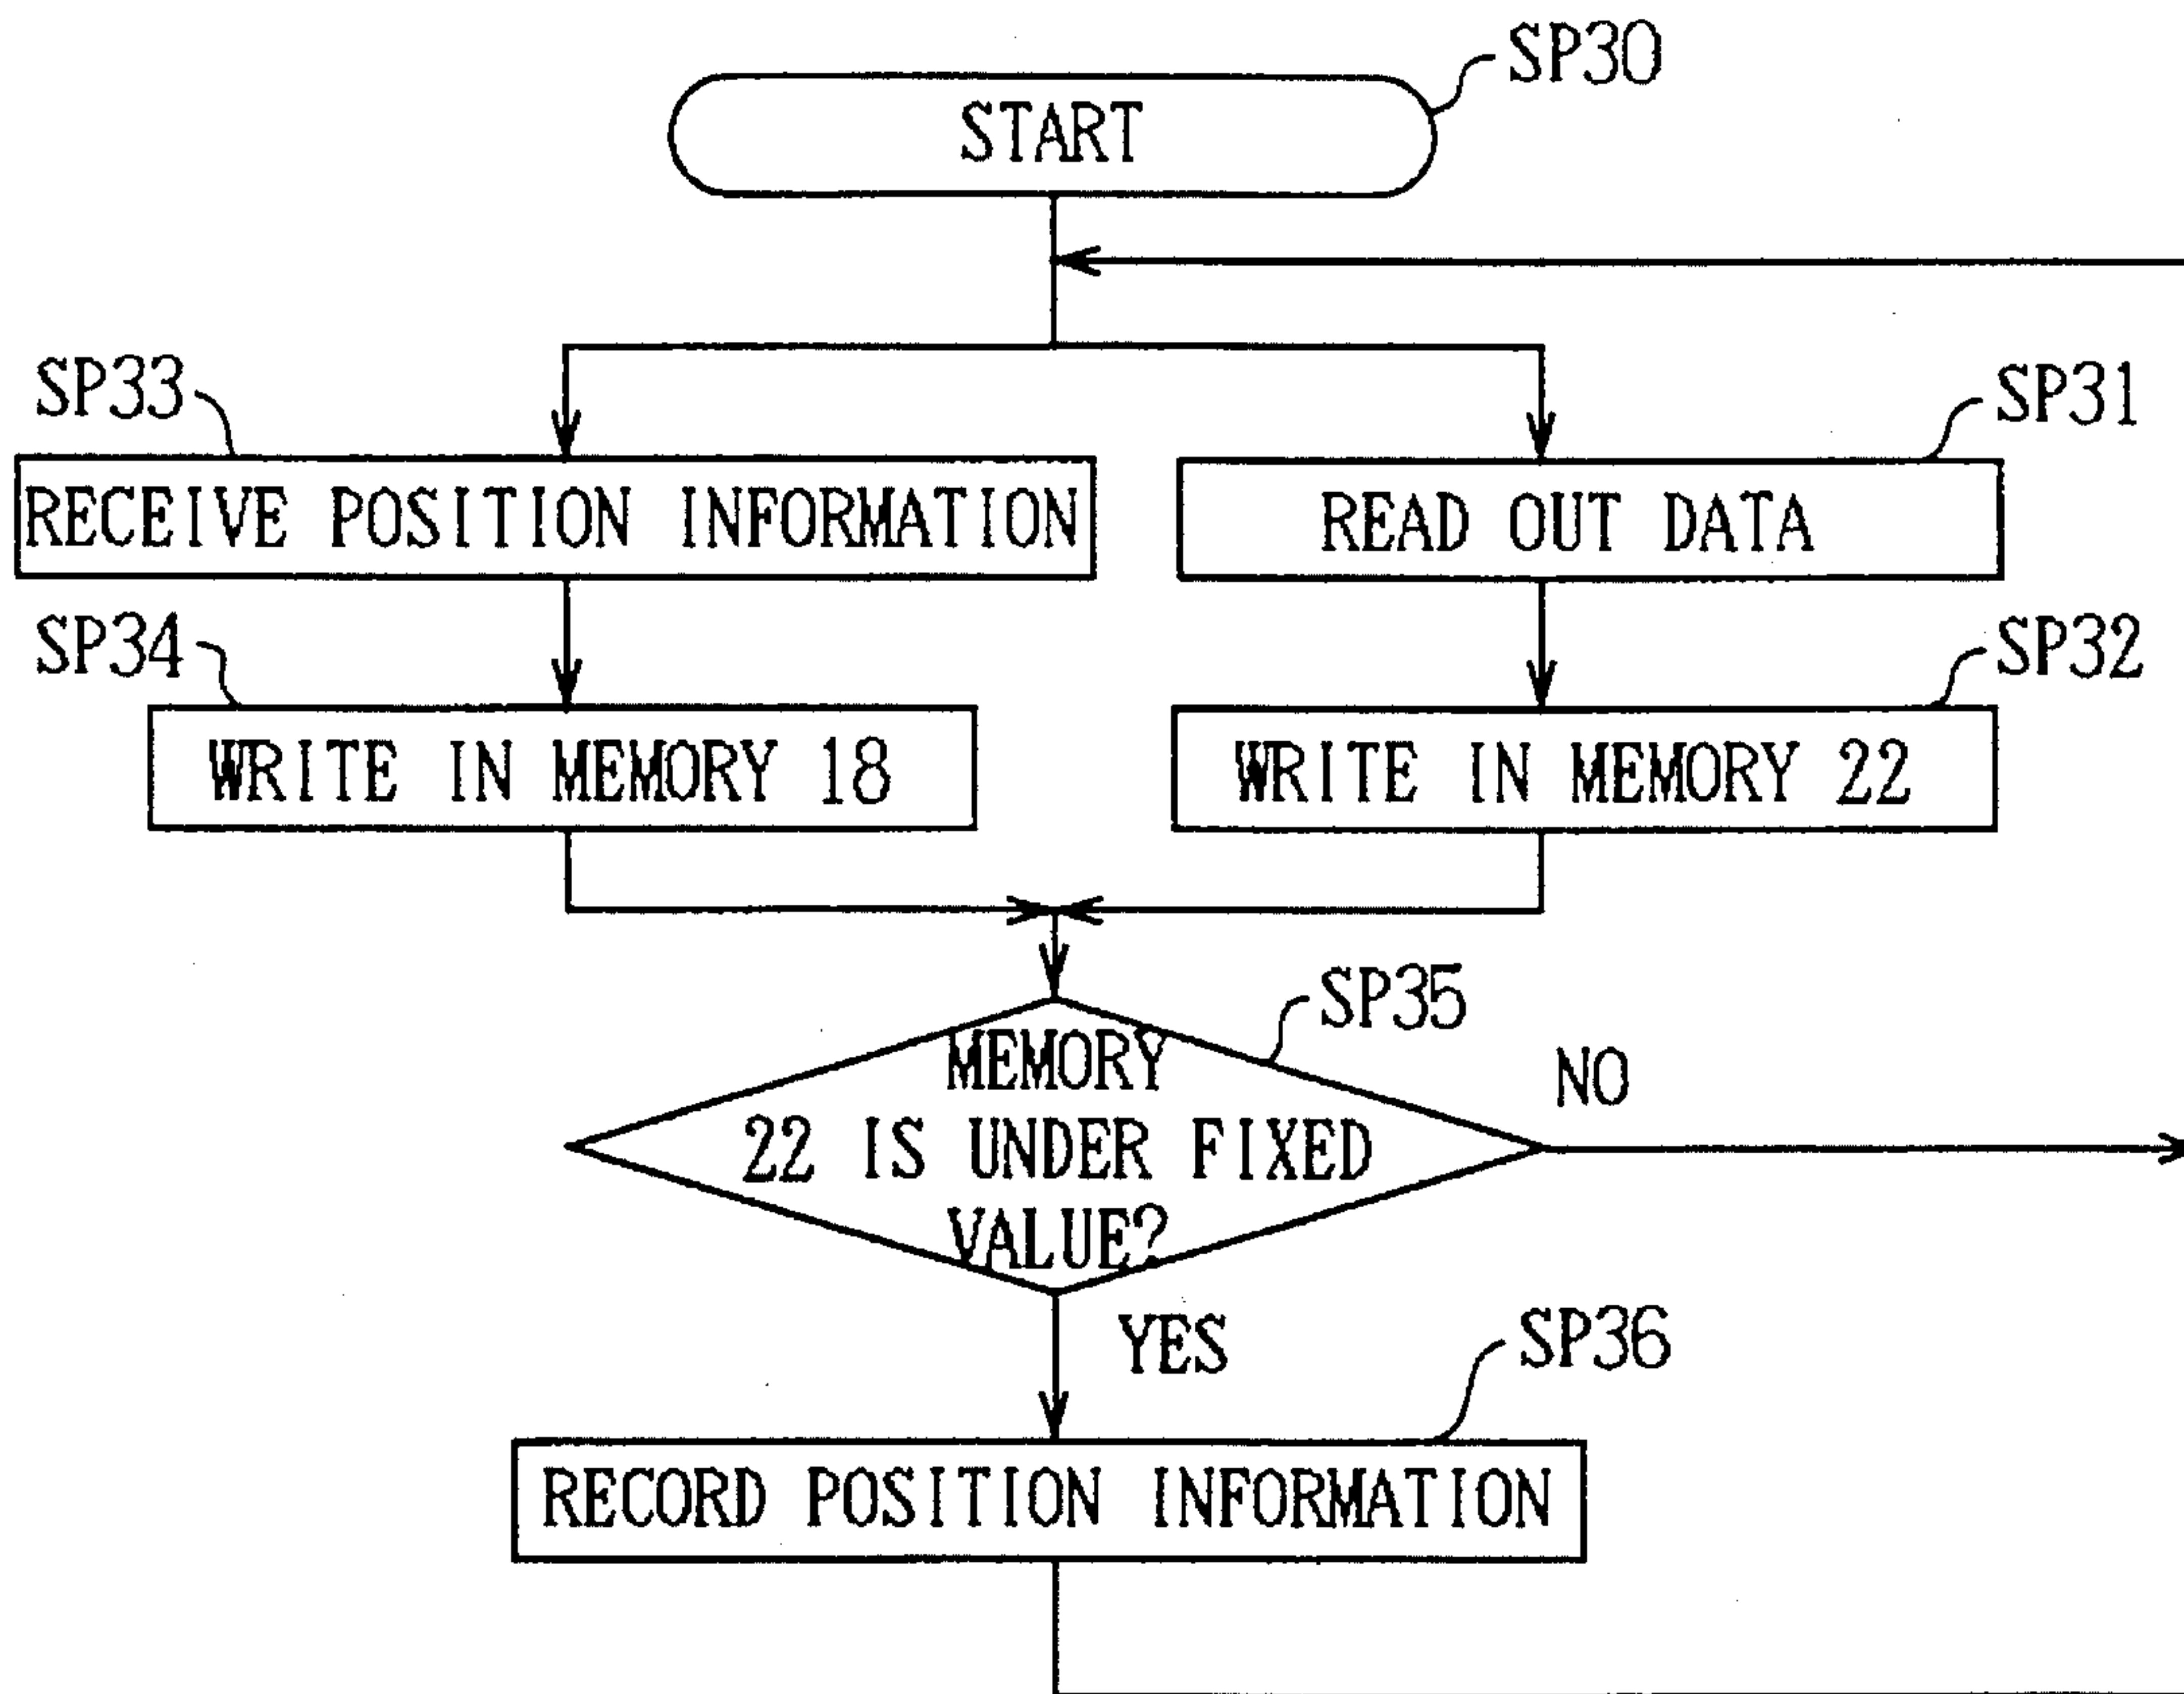 SP30
START
SP33
SP31
RECEIVE POSITION INFORMATION
READ OUT DATA
SP34
SP32
WRITE IN MEMORY 18
WRITE IN MEMORY 22
SP35
MEMORY
22 IS UNDER FIXED
VALUE?
NO
YES
SP36
RECORD POSITION INFORMATION